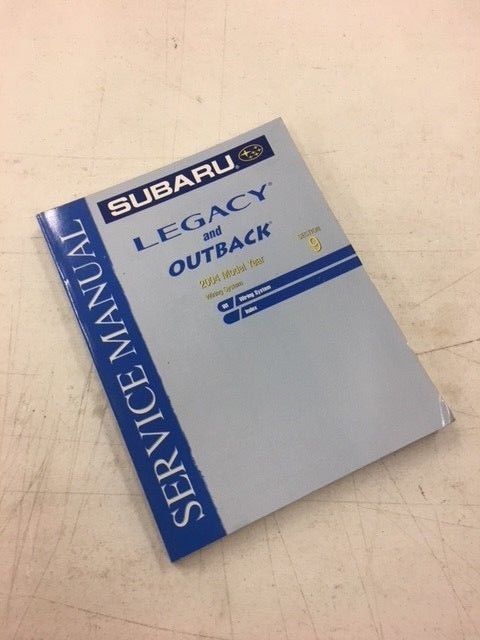 SUBARU®
LEGACY®
and
OUTBACK®
2004 Model Year
SECTION
9
Wiring System
WI Wiring System
Index
SERVICE MANUAL